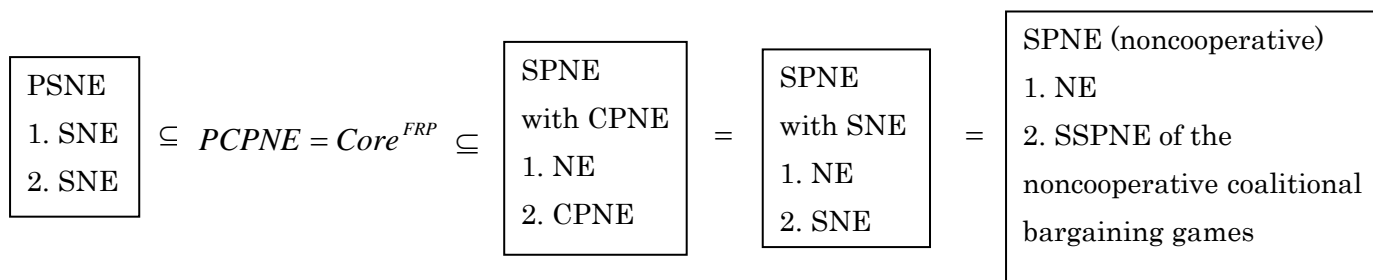 PSNE
1. SNE
2. SNE
⊆
PCPNE = Core^{FRP}
⊆
SPNE
with CPNE
1. NE
2. CPNE
=
SPNE
with SNE
1. NE
2. SNE
=
SPNE (noncooperative)
1. NE
2. SSPNE of the
noncooperative coalitional
bargaining games